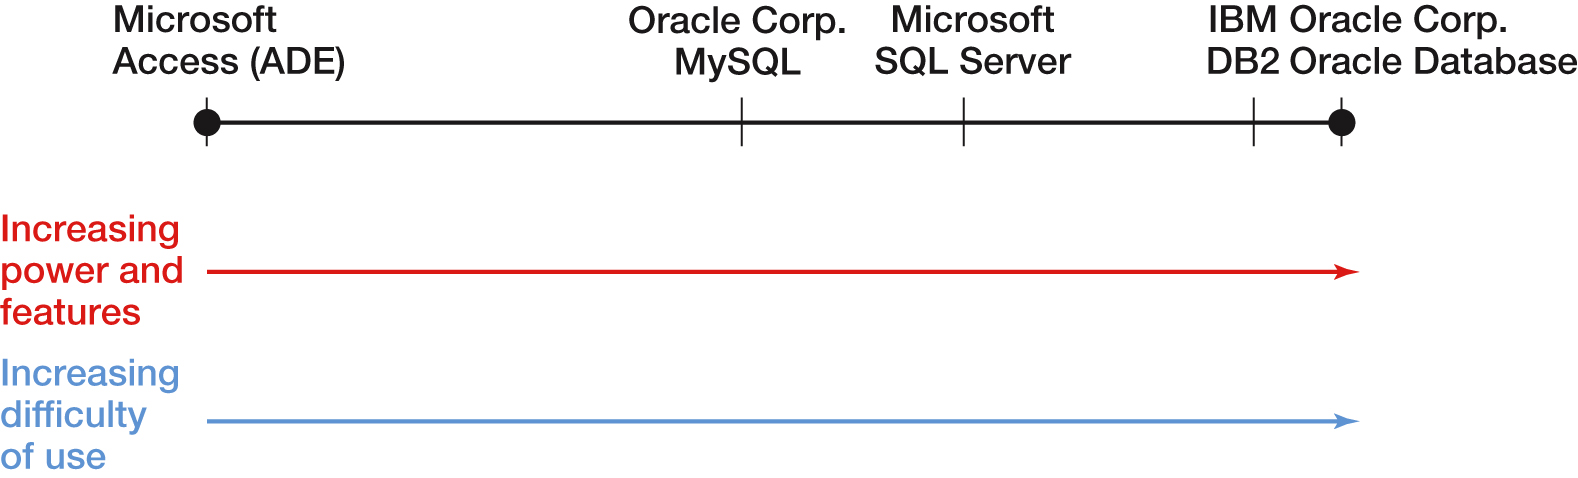 Microsoft
Access (ADE)
Oracle Corp.
MySQL
Microsoft
SQL Server
IBM
DB2
Oracle Corp.
Oracle Database
Increasing
power and
features
Increasing
difficulty
of use